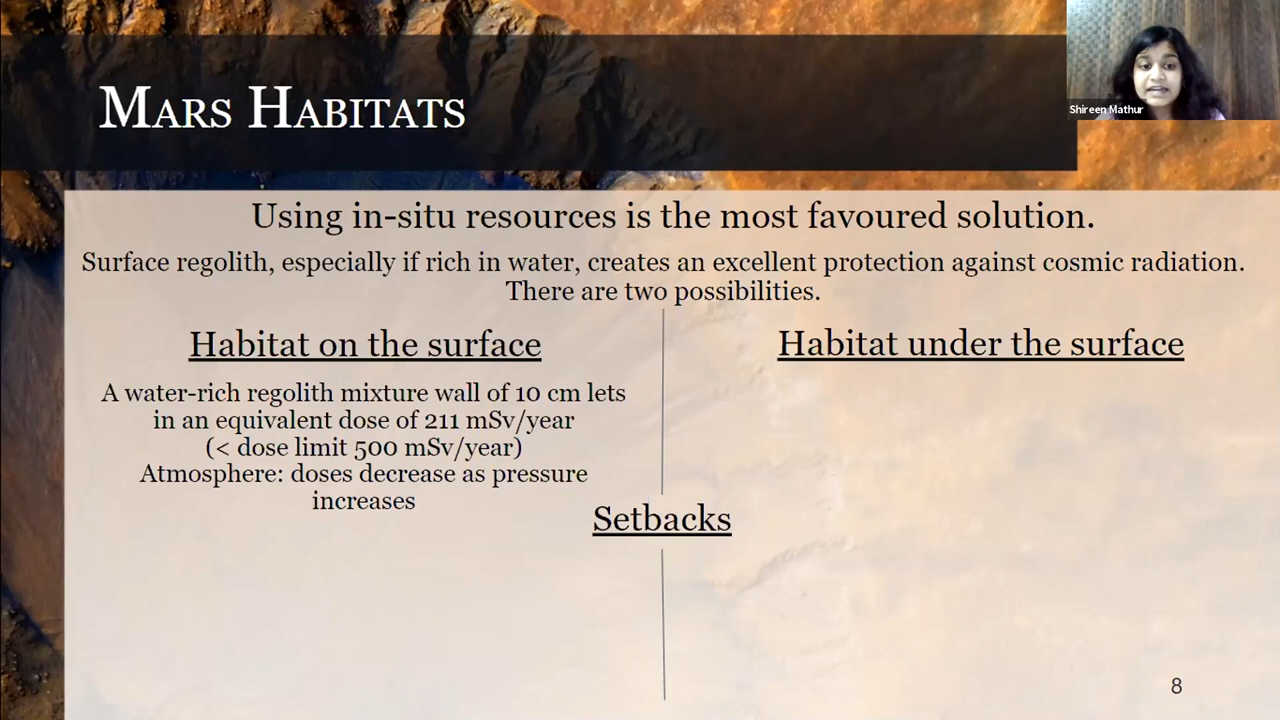 MARS HABITATS
Shireen Mathur
Using in-situ resources is the most favoured solution.
Surface regolith, especially if rich in water, creates an excellent protection against cosmic radiation.
There are two possibilities.
Habitat on the surface
A water-rich regolith mixture wall of 10 cm lets
in an equivalent dose of 211 mSv/year
(< dose limit 500 mSv/year)
Atmosphere: doses decrease as pressure
increases
Habitat under the surface
Setbacks
8